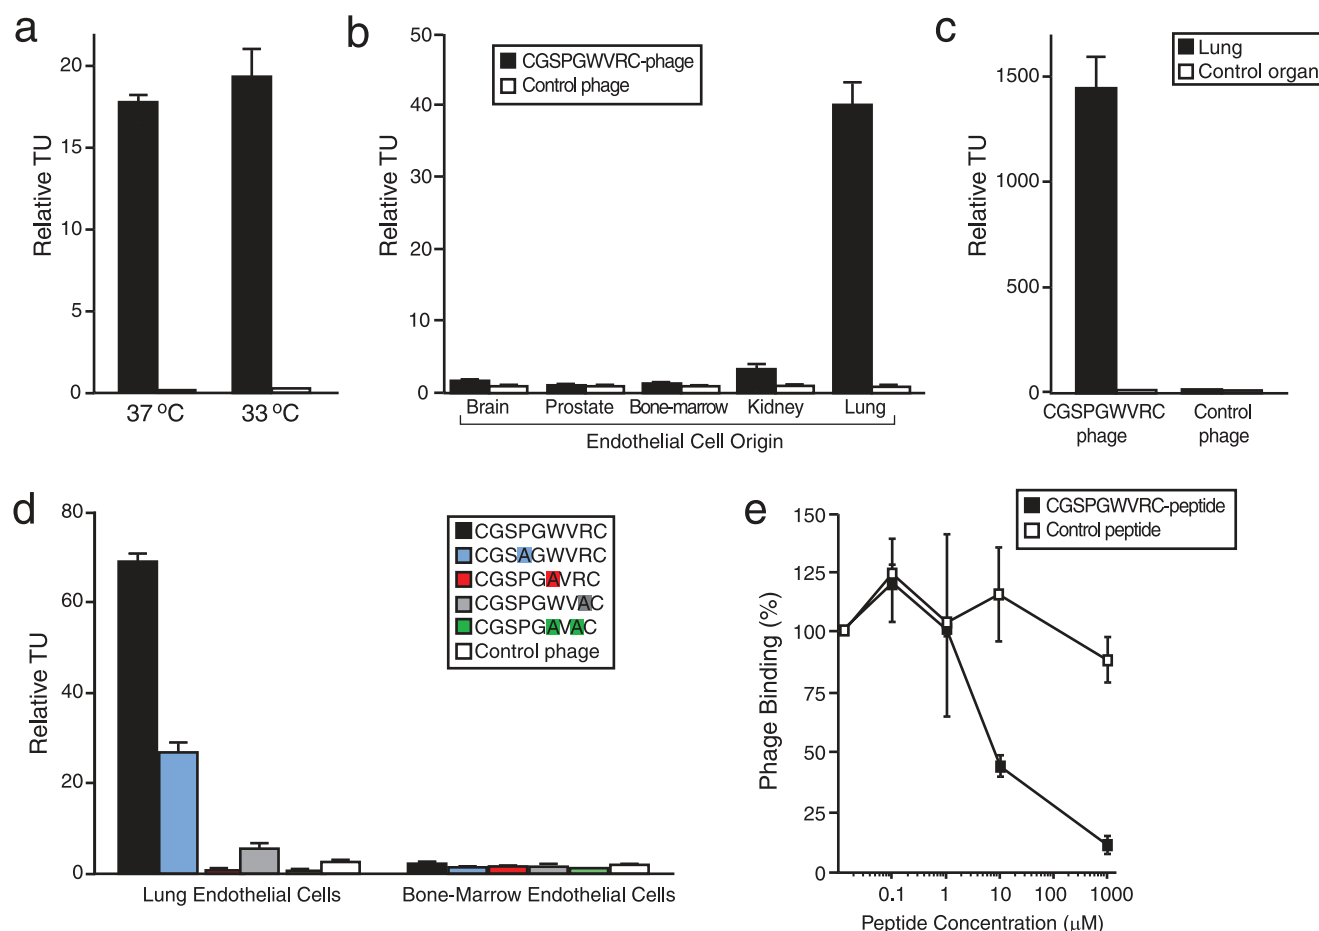 a
Relative TU
20
15
10
5
0
37 ºC
33 ºC
b
Relative TU
50
40
30
20
10
0
CGSPGWVRC-phage
Control phage
Brain
Prostate
Bone-marrow
Kidney
Lung
Endothelial Cell Origin
c
Relative TU
1500
1000
500
0
Lung
Control organ
CGSPGWVRC
phage
Control
phage
d
Relative TU
80
60
40
20
0
CGSPGWVRC
CGSAGWVRC
CGSPGAVRC
CGSPGWVAC
CGSPGAVAC
Control phage
Lung Endothelial Cells
Bone-Marrow Endothelial Cells
e
Phage Binding (%)
150
125
100
75
50
25
0
CGSPGWVRC-peptide
Control peptide
0.1
1
10
100
1000
Peptide Concentration (μM)